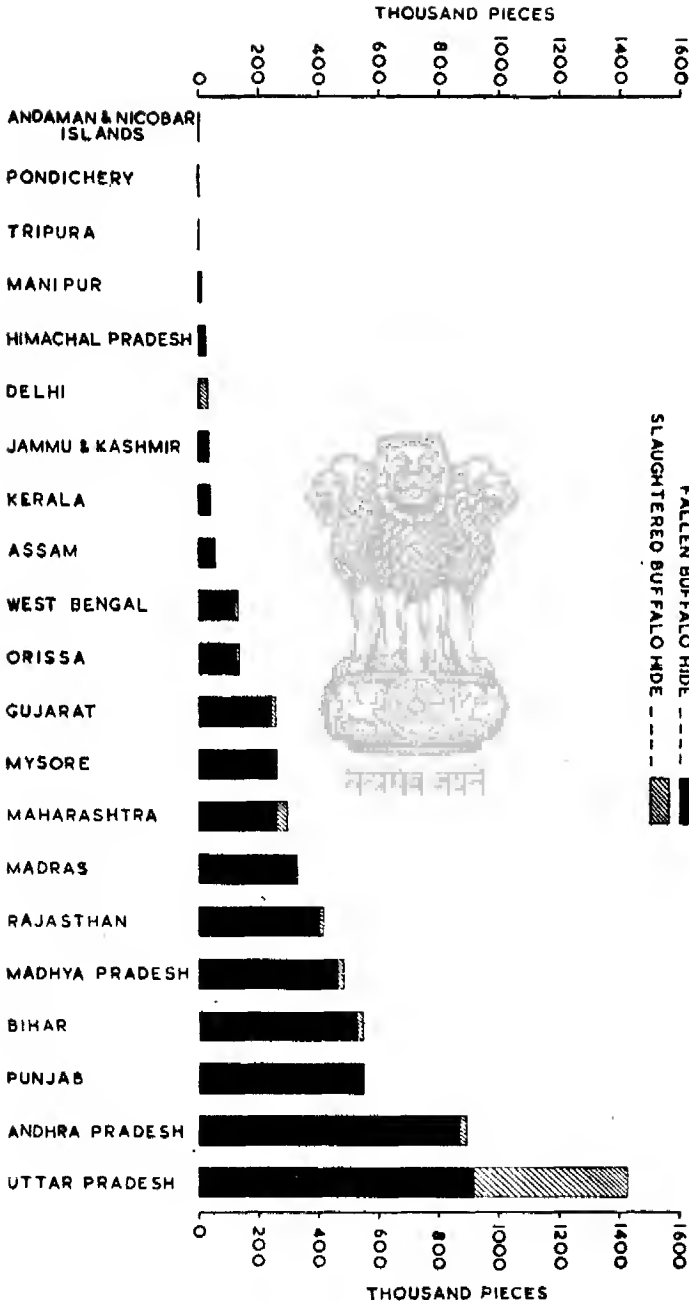 THOUSAND PIECES
0 200 400 600 800 1000 1200 1400 1600
ANDAMAN & NICOBAR
ISLANDS
PONDICHERY
TRIPURA
MANIPUR
HIMACHAL PRADESH
DELHI
JAMMU & KASHMIR
KERALA
ASSAM
WEST BENGAL
ORISSA
GUJARAT
MYSORE
MAHARASHTRA
MADRAS
RAJASTHAN
MADHYA PRADESH
BIHAR
PUNJAB
ANDHRA PRADESH
UTTAR PRADESH
0 200 400 600 800 1000 1200 1400 1600
THOUSAND PIECES
FALLEN BUFFALO HIDE ----
SLAUGHTERED BUFFALO HIDE ----